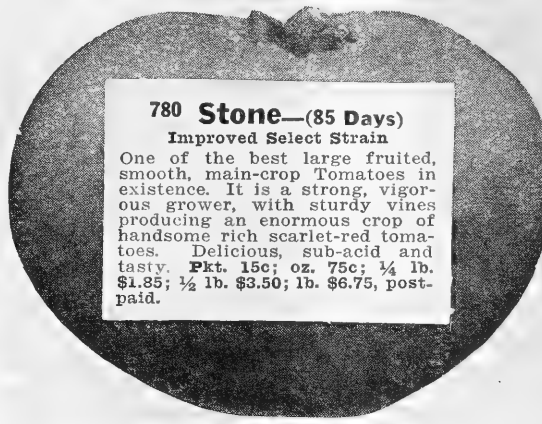 780 Stone—(85 Days)
Improved Select Strain
One of the best large fruited,
smooth, main-crop Tomatoes in
existence. It is a strong, vigor-
ous grower, with sturdy vines
producing an enormous crop of
handsome rich scarlet-red toma-
toes. Delicious, sub-acid and
tasty. Pkt. 15c; oz. 75c; ¼ lb.
$1.85; ½ lb. $3.50; lb. $6.75, post-
paid.